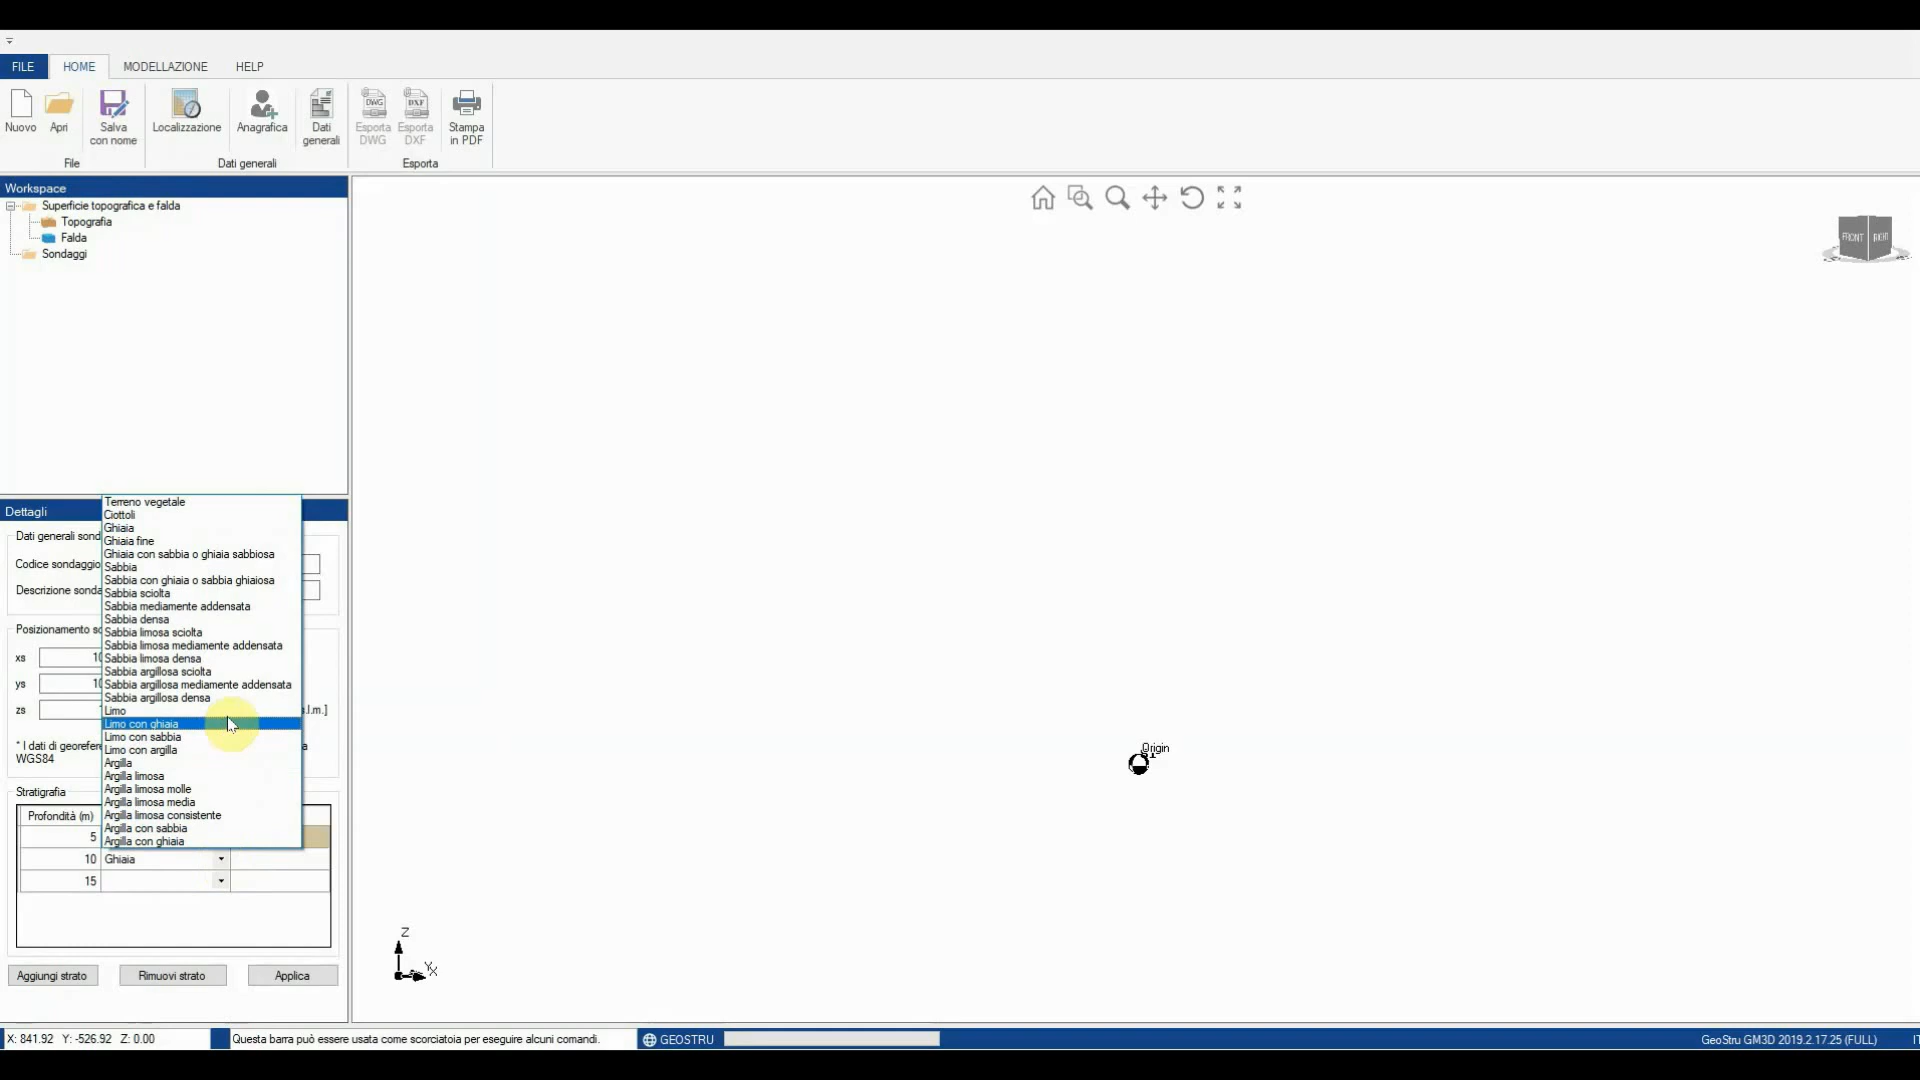 FILE HOME MODELLAZIONE HELP
Nuovo Apri Salva con nome Localizzazione Anagrafica Dati generali Esporta DWG Esporta DXF Stampa in PDF
File Dati generali Esporta
Workspace
Superficie topografica e falda
Topografia
Falda
Sondaggi
FRONT RIGHT
Dettagli
Dati generali sond
Codice sondaggio
Descrizione sonda
Posizionamento so
xs 10
ys 10
zs s.l.m.]
* I dati di georefere a
WGS84
Stratigrafia
Profondità (m)
5
10 Ghiaia
15
Terreno vegetale
Ciottoli
Ghiaia
Ghiaia fine
Ghiaia con sabbia o ghiaia sabbiosa
Sabbia
Sabbia con ghiaia o sabbia ghiaiosa
Sabbia sciolta
Sabbia mediamente addensata
Sabbia densa
Sabbia limosa sciolta
Sabbia limosa mediamente addensata
Sabbia limosa densa
Sabbia argillosa sciolta
Sabbia argillosa mediamente addensata
Sabbia argillosa densa
Limo
Limo con ghiaia
Limo con sabbia
Limo con argilla
Argilla
Argilla limosa
Argilla limosa molle
Argilla limosa media
Argilla limosa consistente
Argilla con sabbia
Argilla con ghiaia
Aggiungi strato Rimuovi strato Applica
Origin
Z
Y
X
X: 841.92 Y: -526.92 Z: 0.00 Questa barra può essere usata come scorciatoia per eseguire alcuni comandi. GEOSTRU GeoStru GM3D 2019.2.17.25 (FULL) IT